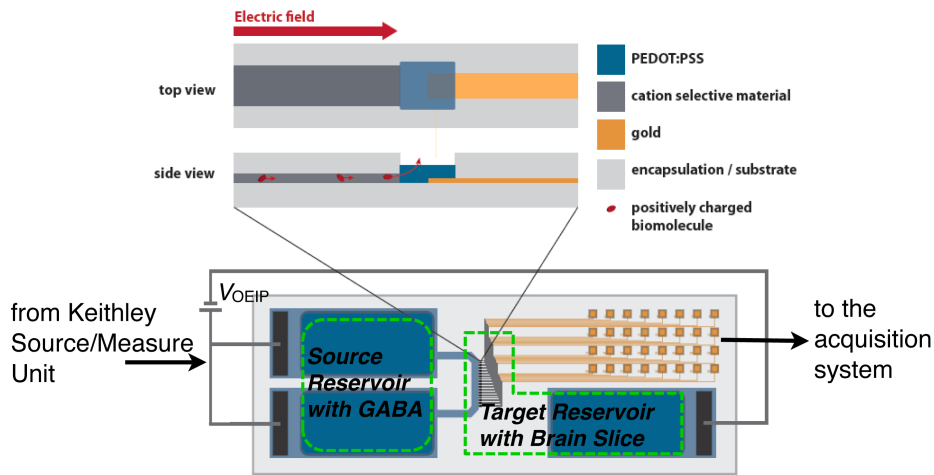 Electric field
top view
side view
PEDOT:PSS
cation selective material
gold
encapsulation / substrate
positively charged
biomolecule
VOEIP
from Keithley
Source/Measure
Unit
Source
Reservoir
with GABA
Target Reservoir
with Brain Slice
to the
acquisition
system